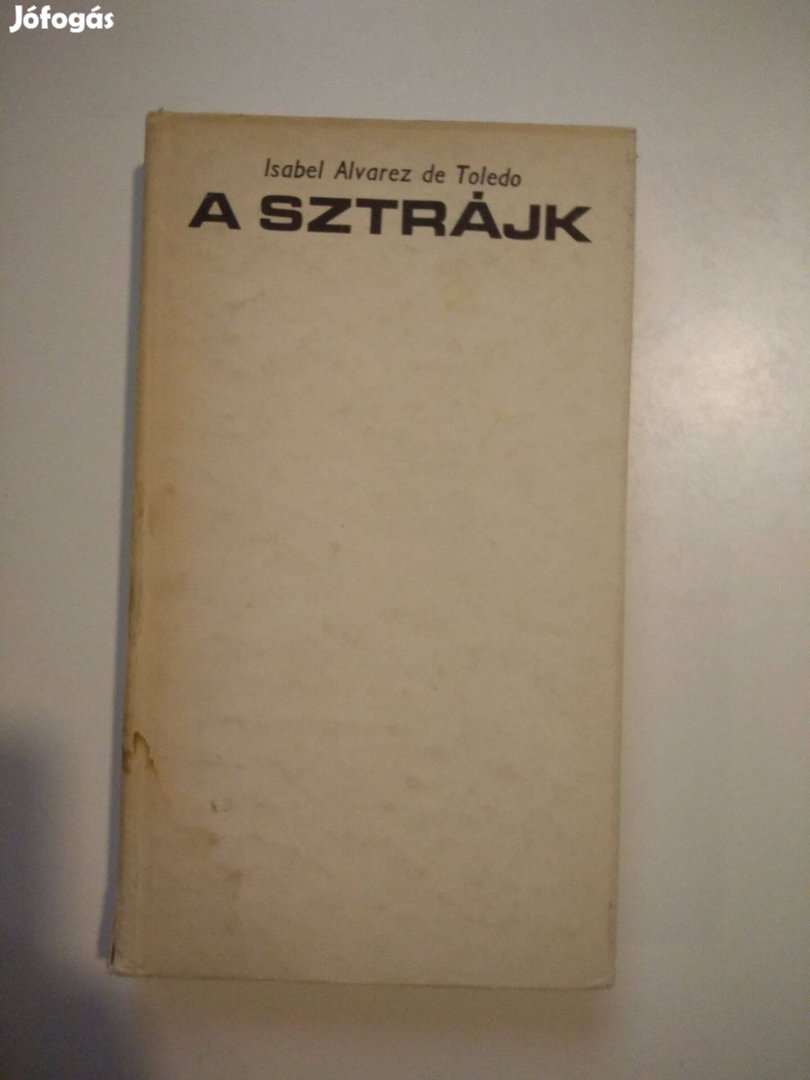 Jófogás
Isabel Alvarez de Toledo
A SZTRÁJK